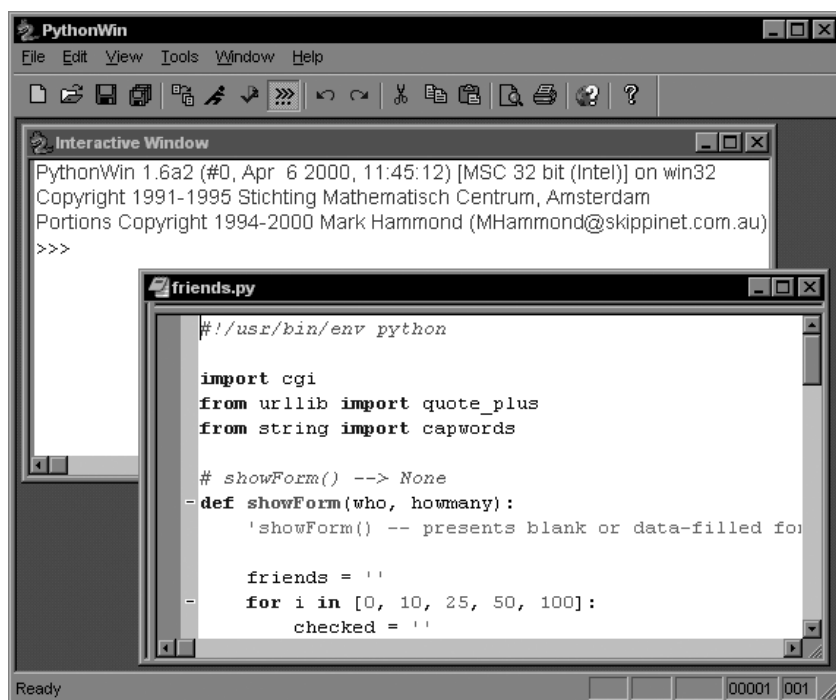 PythonWin
File Edit View Tools Window Help
Interactive Window
PythonWin 1.6a2 (#0, Apr  6 2000, 11:45:12) [MSC 32 bit (Intel)] on win32
Copyright 1991-1995 Stichting Mathematisch Centrum, Amsterdam
Portions Copyright 1994-2000 Mark Hammond (MHammond@skippinet.com.au)
>>>
friends.py
#!/usr/bin/env python
import cgi
from urllib import quote_plus
from string import capwords
# showForm() --> None
def showForm(who, howmany):
    'showForm() -- presents blank or data-filled for
    friends = ''
    for i in [0, 10, 25, 50, 100]:
        checked = ''
Ready 00001 001